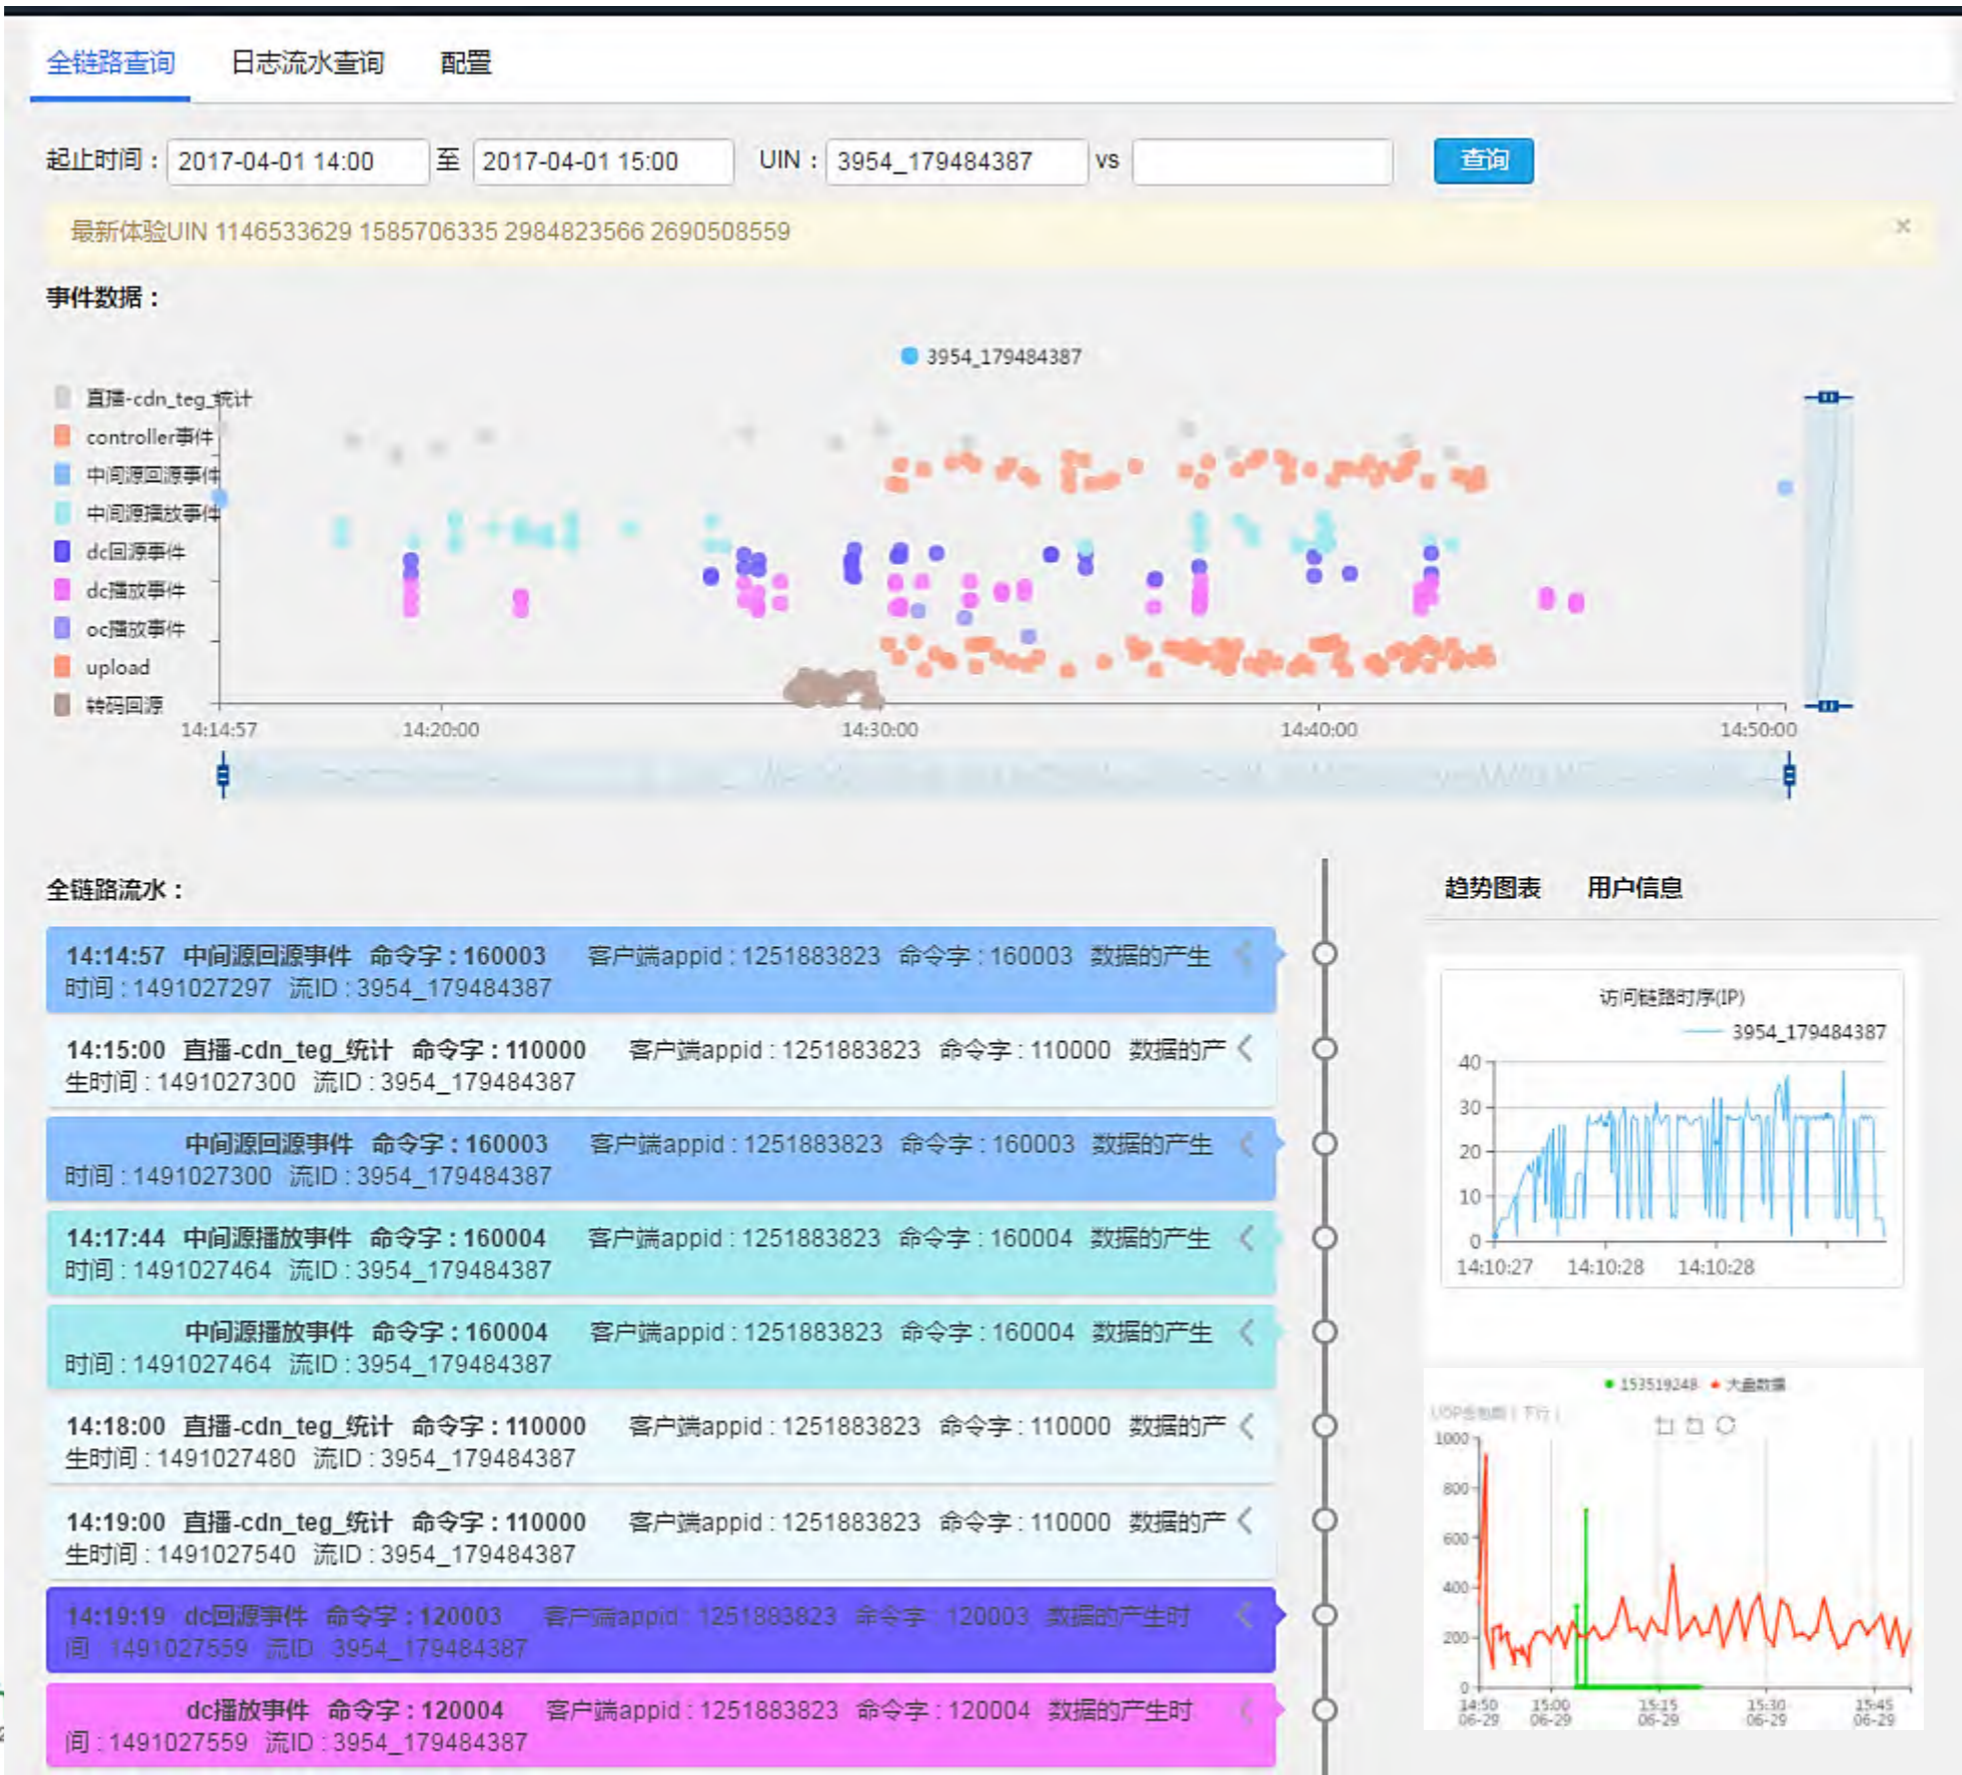 全链路查询 日志流水查询 配置
起止时间： 2017-04-01 14:00 至 2017-04-01 15:00 UIN： 3954_179484387 vs 查询
最新体验UIN 1146533629 1585706335 2984823566 2690508559 ×
事件数据：
3954_179484387
直播-cdn_teg_统计
controller事件
中间源回源事件
中间源播放事件
dc回源事件
dc播放事件
oc播放事件
upload
转码回源
14:14:57 14:20:00 14:30:00 14:40:00 14:50:00
全链路流水：
14:14:57 中间源回源事件 命令字：160003 客户端appid：1251883823 命令字：160003 数据的产生
时间：1491027297 流ID：3954_179484387
14:15:00 直播-cdn_teg_统计 命令字：110000 客户端appid：1251883823 命令字：110000 数据的产
生时间：1491027300 流ID：3954_179484387
中间源回源事件 命令字：160003 客户端appid：1251883823 命令字：160003 数据的产生
时间：1491027300 流ID：3954_179484387
14:17:44 中间源播放事件 命令字：160004 客户端appid：1251883823 命令字：160004 数据的产生
时间：1491027464 流ID：3954_179484387
中间源播放事件 命令字：160004 客户端appid：1251883823 命令字：160004 数据的产生
时间：1491027464 流ID：3954_179484387
14:18:00 直播-cdn_teg_统计 命令字：110000 客户端appid：1251883823 命令字：110000 数据的产
生时间：1491027480 流ID：3954_179484387
14:19:00 直播-cdn_teg_统计 命令字：110000 客户端appid：1251883823 命令字：110000 数据的产
生时间：1491027540 流ID：3954_179484387
14:19:19 dc回源事件 命令字：120003 客户端appid：1251883823 命令字：120003 数据的产生时
间：1491027559 流ID：3954_179484387
dc播放事件 命令字：120004 客户端appid：1251883823 命令字：120004 数据的产生时
间：1491027559 流ID：3954_179484387
趋势图表 用户信息
访问链路时序(IP)
3954_179484387
40
30
20
10
0
14:10:27 14:10:28 14:10:28
153519248 大盘数据
1000
800
600
400
200
0
14:50 15:00 15:15 15:30 15:45
06-29 06-29 06-29 06-29 06-29